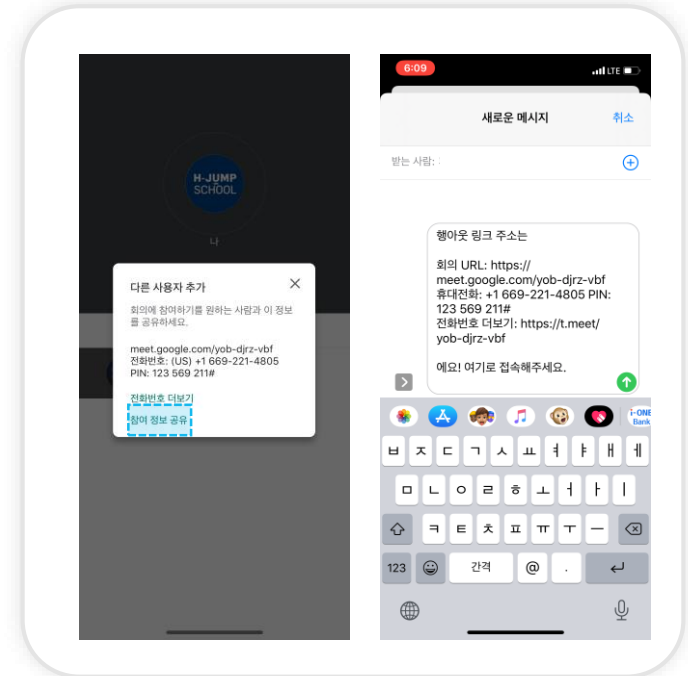 H-JUMP
SCHOOL
나
다른 사용자 추가
회의에 참여하기를 원하는 사람과 이 정보
를 공유하세요.
meet.google.com/yob-djrz-vbf
전화번호: (US) +1 669-221-4805
PIN: 123 569 211#
전화번호 더보기
참여 정보 공유
6:09
LTE
새로운 메시지
취소
받는 사람:
행아웃 링크 주소는
회의 URL: https://
meet.google.com/yob-djrz-vbf
휴대전화: +1 669-221-4805 PIN:
123 569 211#
전화번호 더보기: https://t.meet/
yob-djrz-vbf
에요! 여기로 접속해주세요.
i-ONE
Bank
ㅂ ㅈ ㄷ ㄱ ㅅ ㅛ ㅕ ㅑ ㅐ ㅔ
ㅁ ㄴ ㅇ ㄹ ㅎ ㅗ ㅓ ㅏ ㅣ
ㅋ ㅌ ㅊ ㅍ ㅠ ㅜ ㅡ
123 간격 @ .